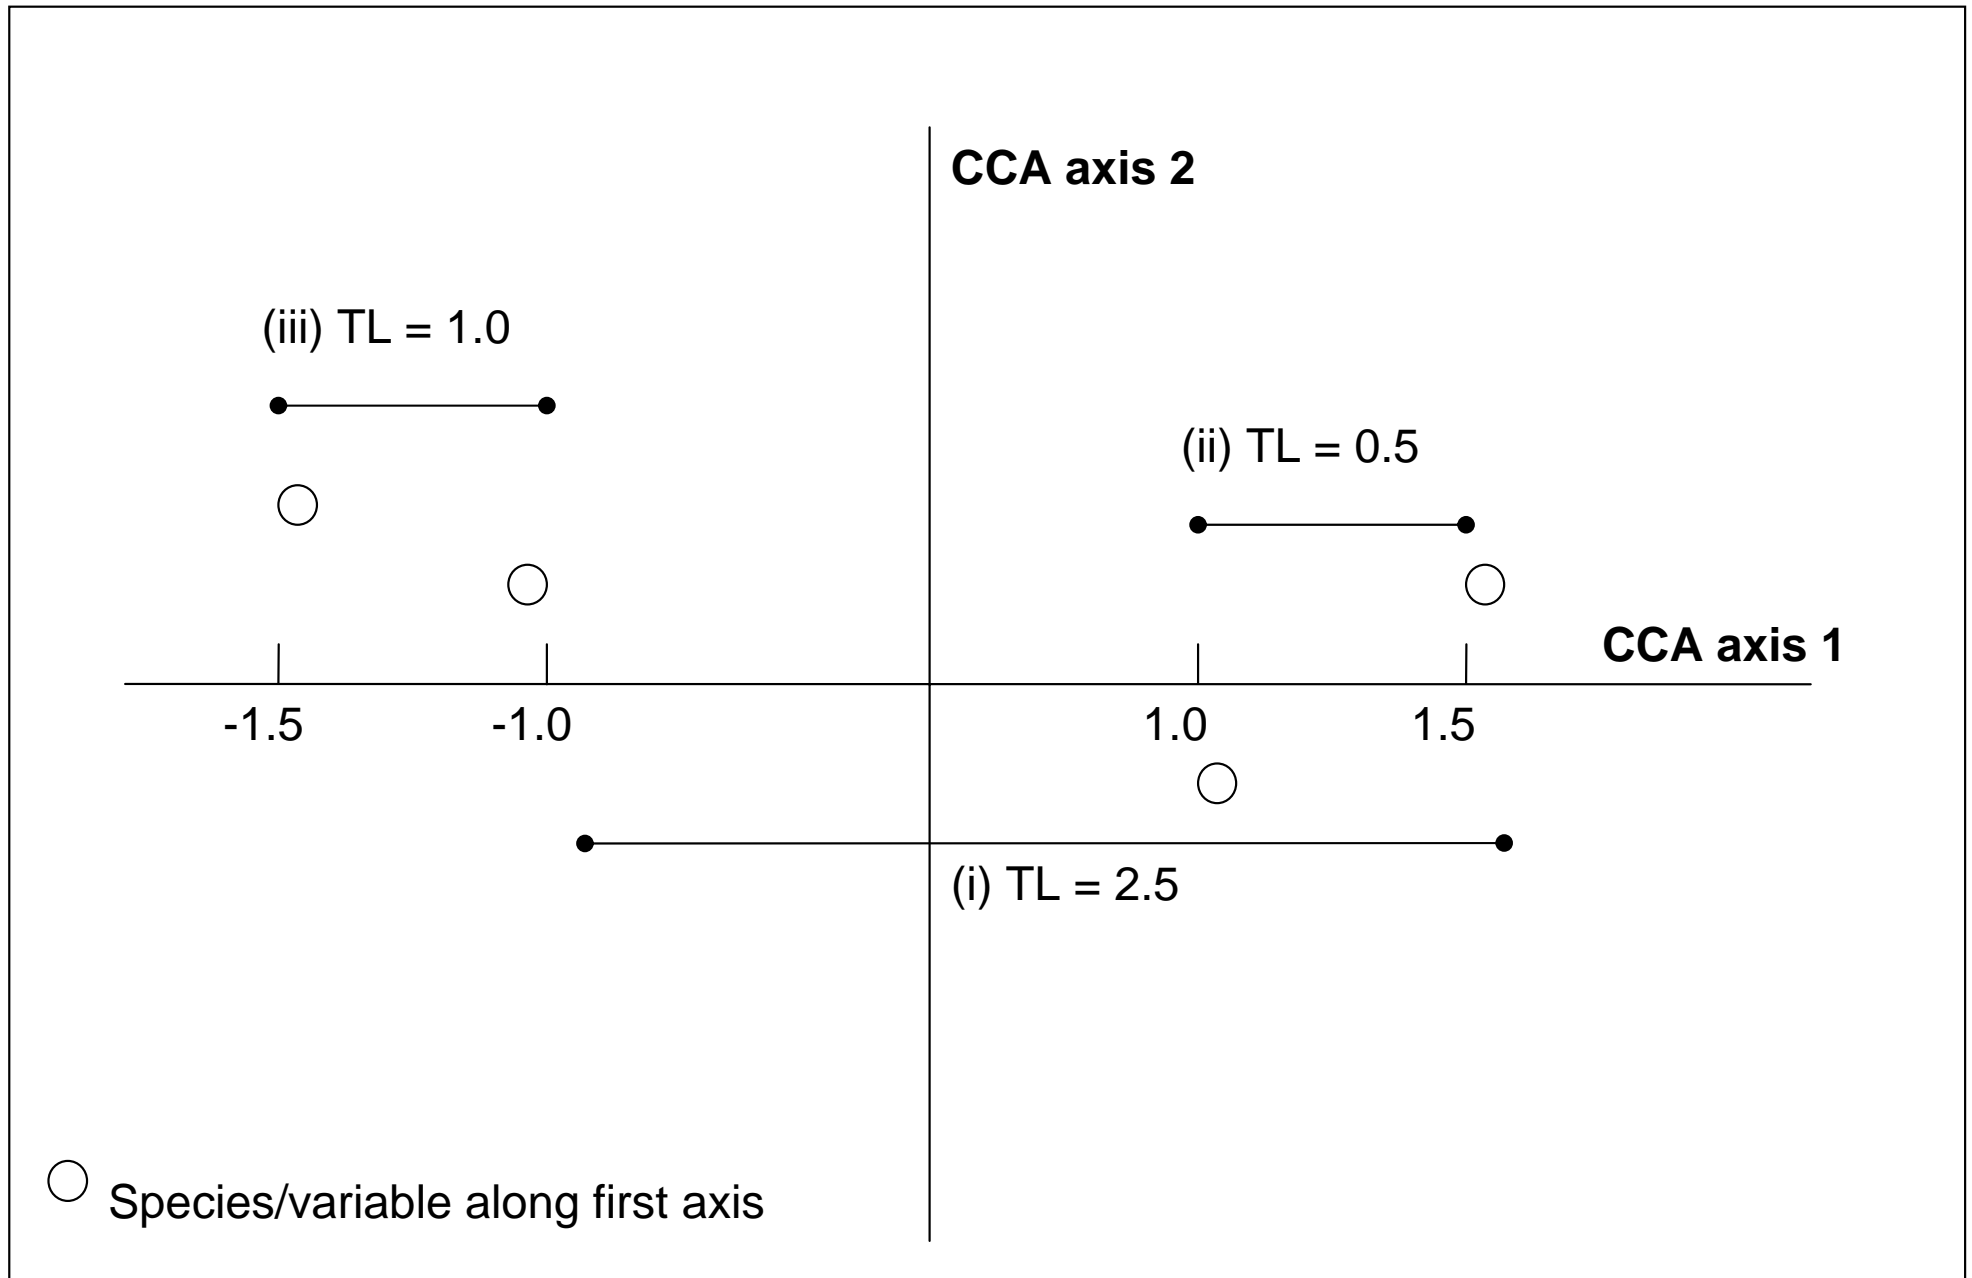 CCA axis 2
(iii) TL = 1.0
(ii) TL = 0.5
CCA axis 1
-1.5
-1.0
1.0
1.5
(i) TL = 2.5
Species/variable along first axis